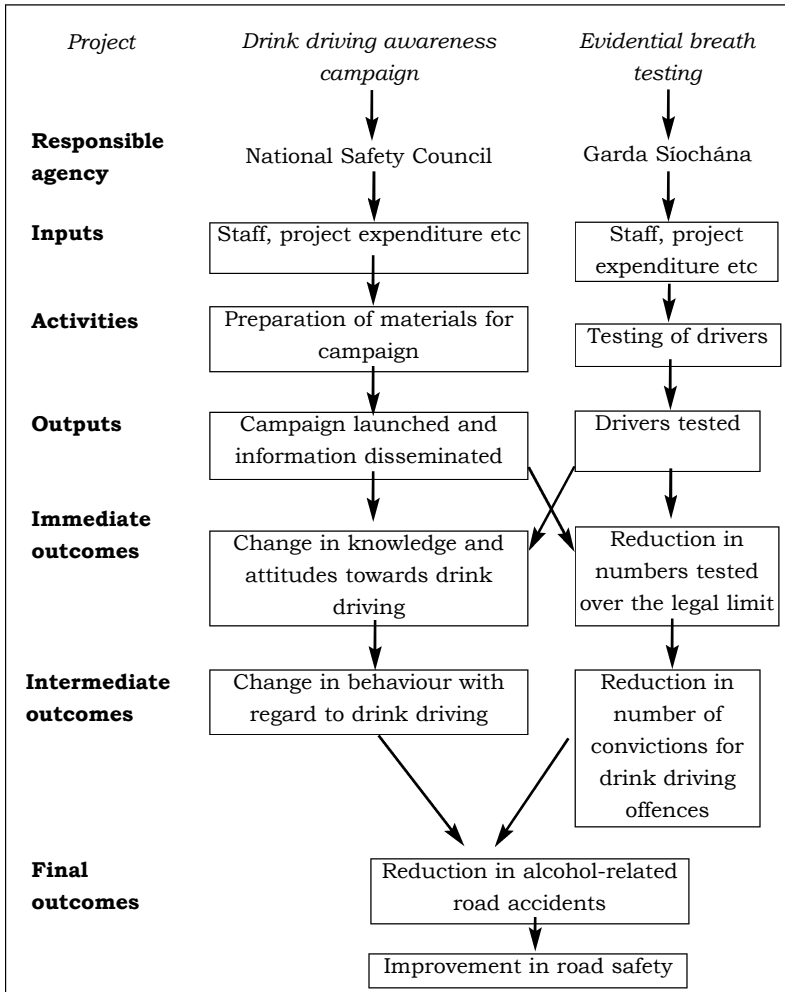 Project
Drink driving awareness
campaign
Evidential breath
testing
Responsible
agency
National Safety Council
Garda Síochána
Inputs
Staff, project expenditure etc
Staff, project
expenditure etc
Activities
Preparation of materials for
campaign
Testing of drivers
Outputs
Campaign launched and
information disseminated
Drivers tested
Immediate
outcomes
Change in knowledge and
attitudes towards drink
driving
Reduction in
numbers tested
over the legal limit
Intermediate
outcomes
Change in behaviour with
regard to drink driving
Reduction in
number of
convictions for
drink driving
offences
Final
outcomes
Reduction in alcohol-related
road accidents
Improvement in road safety